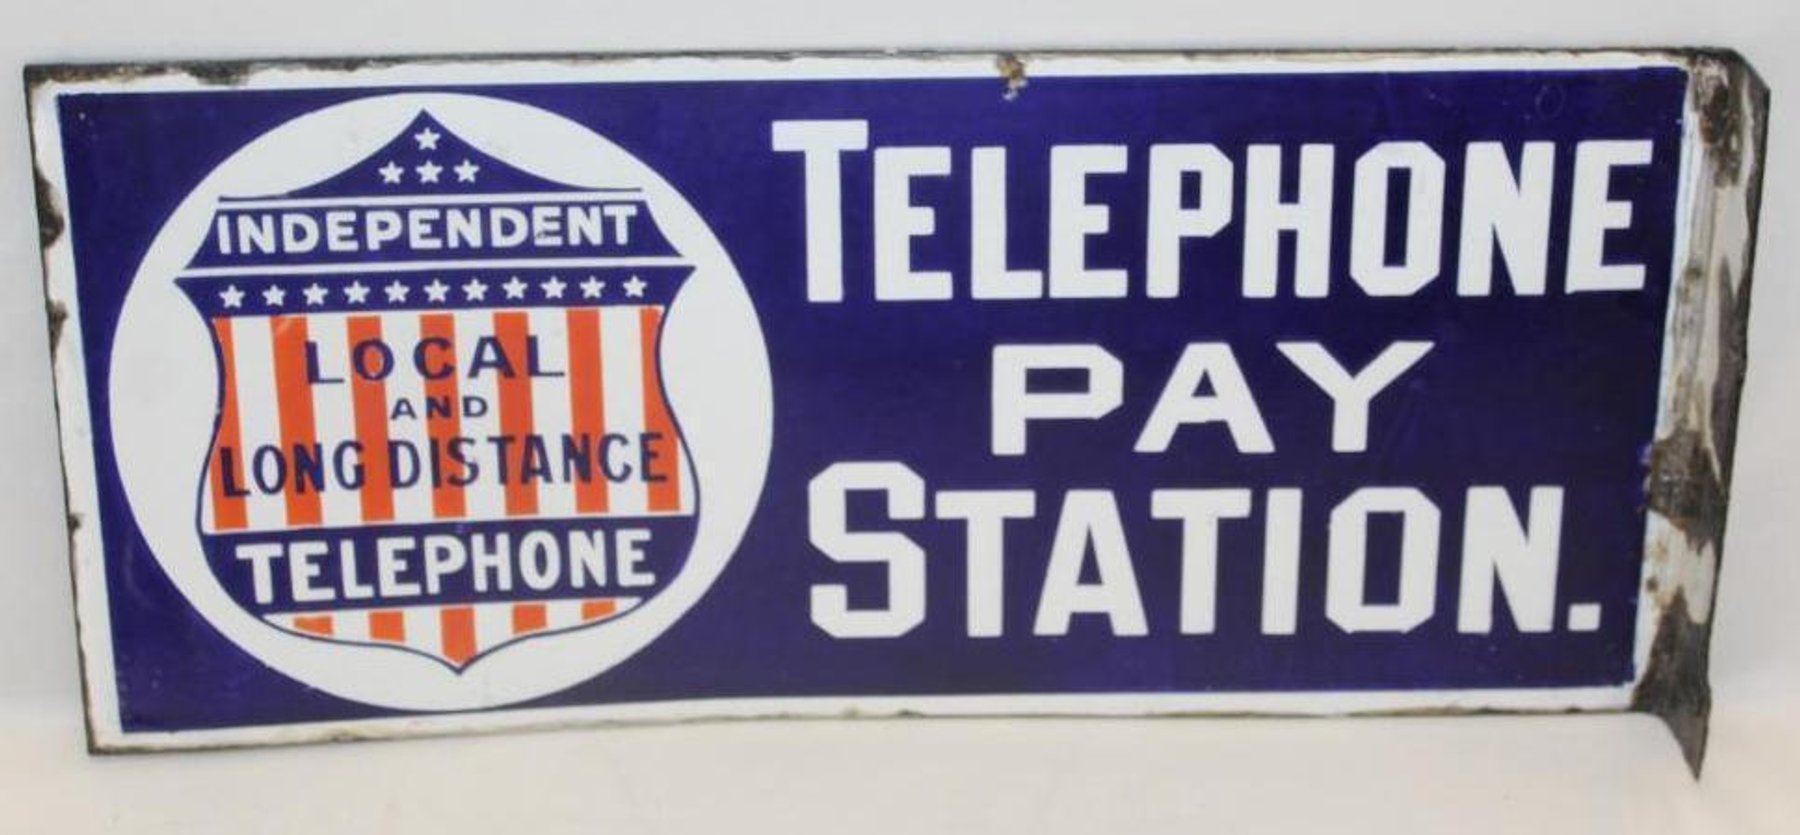 INDEPENDENT
LOCAL
AND
LONG DISTANCE
TELEPHONE
TELEPHONE
PAY
STATION.